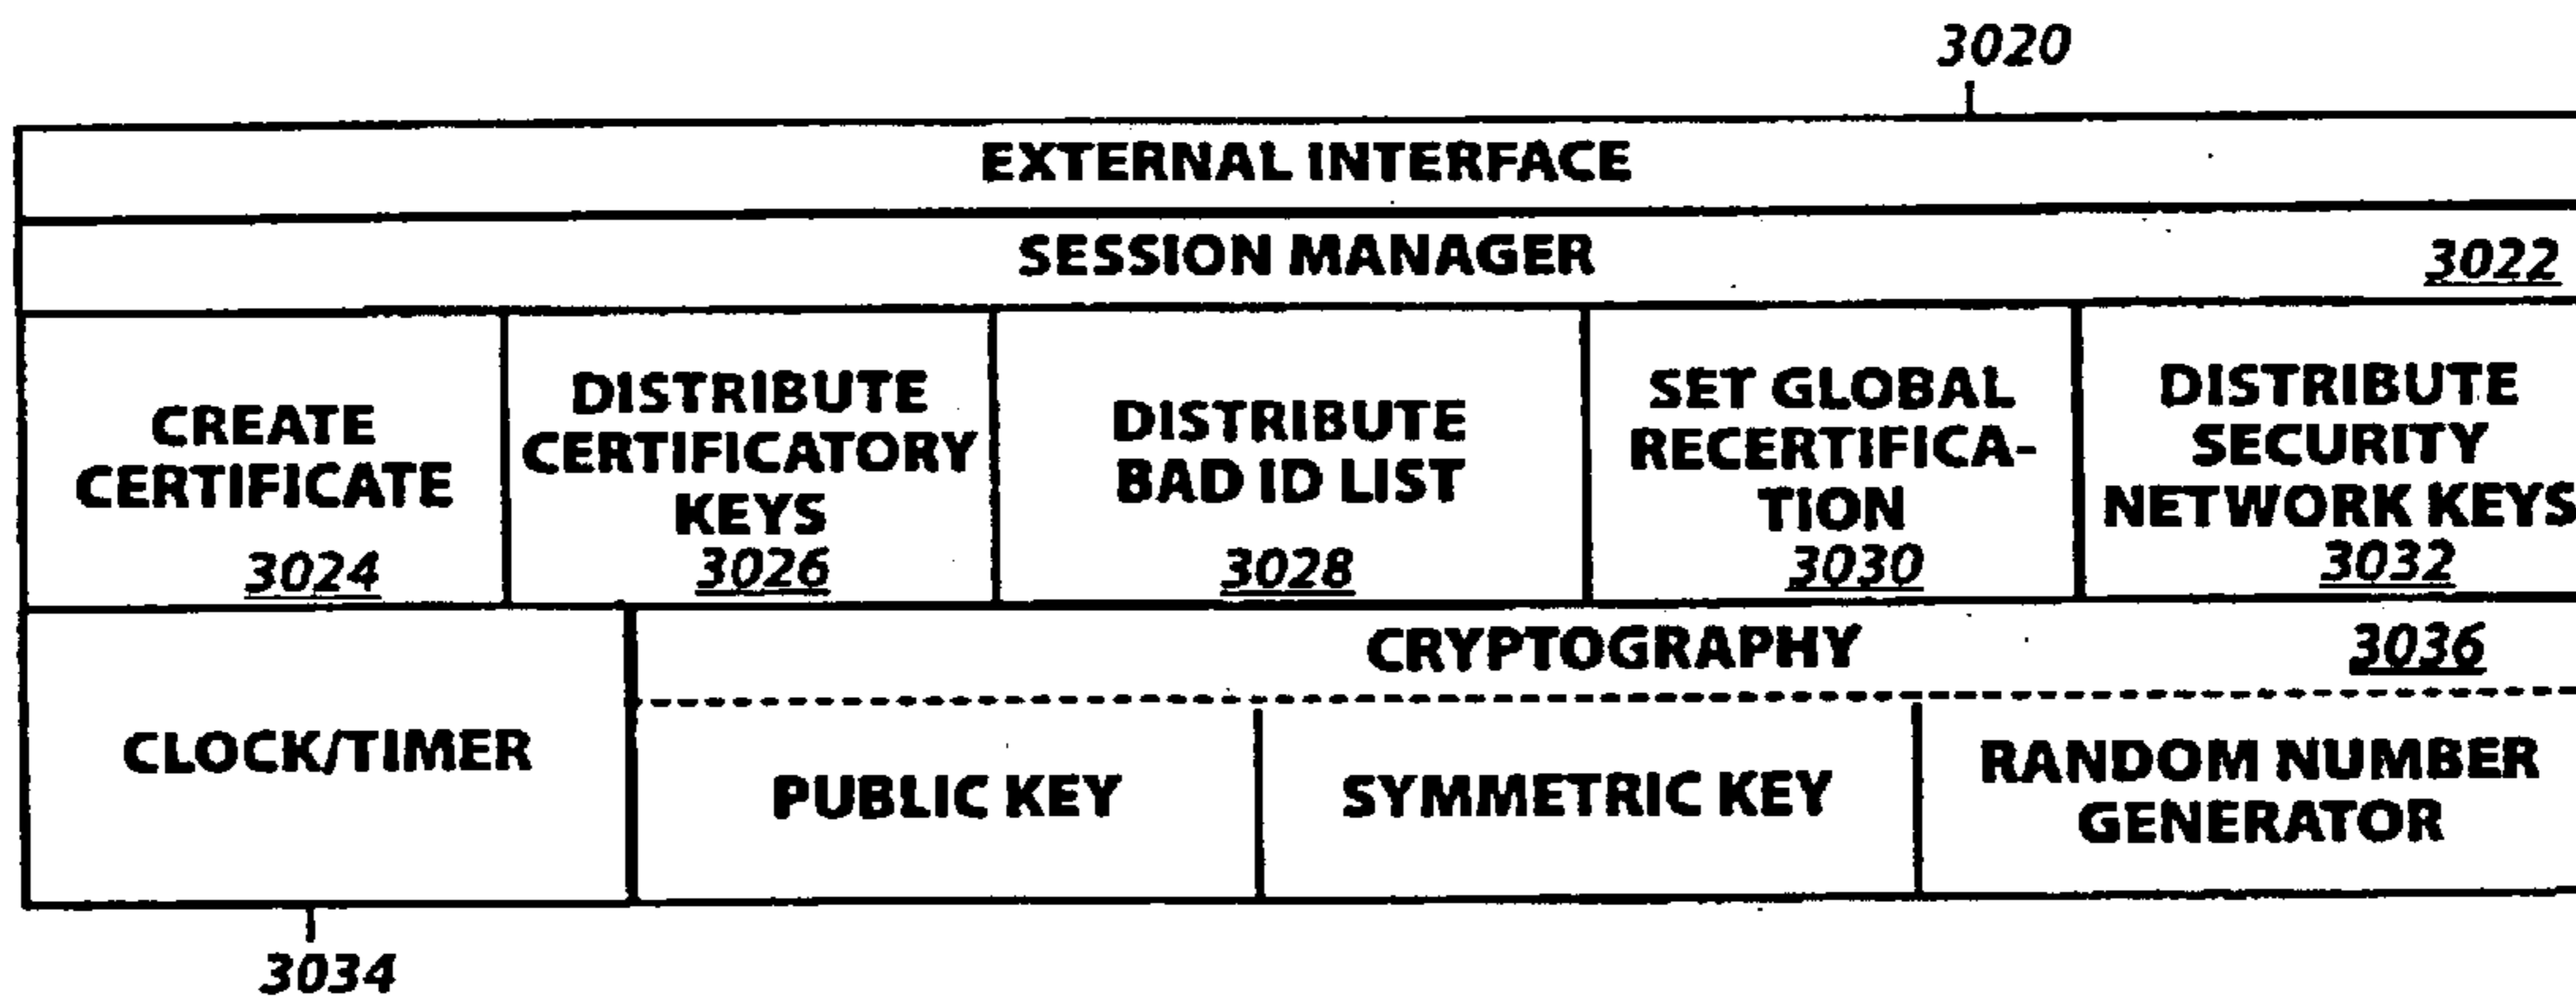 3020
EXTERNAL INTERFACE
SESSION MANAGER 3022
CREATE
CERTIFICATE
3024
DISTRIBUTE
CERTIFICATORY
KEYS
3026
DISTRIBUTE
BAD ID LIST
3028
SET GLOBAL
RECERTIFICA-
TION
3030
DISTRIBUTE
SECURITY
NETWORK KEYS
3032
CLOCK/TIMER
3034
CRYPTOGRAPHY 3036
PUBLIC KEY
SYMMETRIC KEY
RANDOM NUMBER
GENERATOR